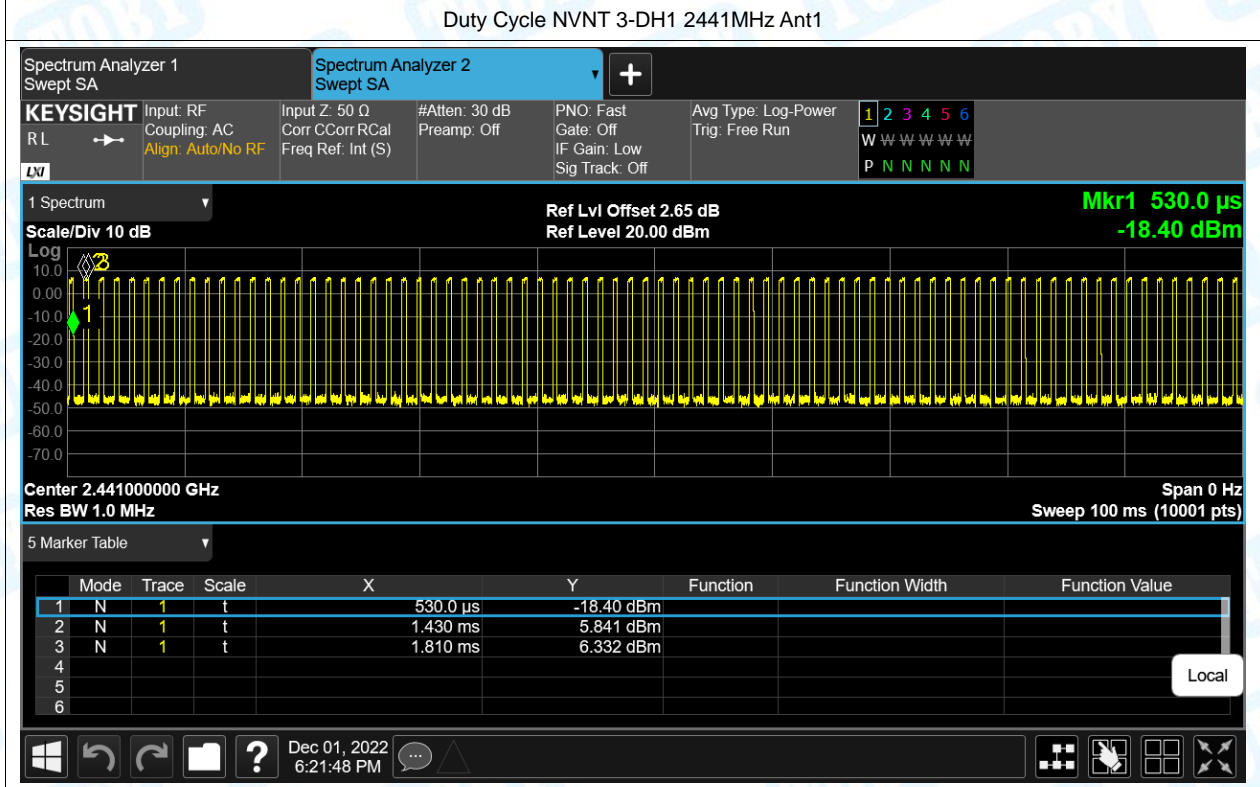 Duty Cycle NVNT 3-DH1 2441MHz Ant1
Spectrum Analyzer 1
Swept SA
Spectrum Analyzer 2
Swept SA
KEYSIGHT
RL
LXI
Input: RF
Coupling: AC
Align: Auto/No RF
Input Z: 50 Ω
Corr CCorr RCal
Freq Ref: Int (S)
#Atten: 30 dB
Preamp: Off
PNO: Fast
Gate: Off
IF Gain: Low
Sig Track: Off
Avg Type: Log-Power
Trig: Free Run
1 2 3 4 5 6
W W W W W W
P N N N N N
1 Spectrum
Scale/Div 10 dB
Ref Lvl Offset 2.65 dB
Ref Level 20.00 dBm
Mkr1 530.0 µs
-18.40 dBm
Log
10.0
0.00
-10.0
-20.0
-30.0
-40.0
-50.0
-60.0
-70.0
1
3
Center 2.441000000 GHz
Res BW 1.0 MHz
Span 0 Hz
Sweep 100 ms (10001 pts)
5 Marker Table
Mode Trace Scale X Y Function Function Width Function Value
1 N 1 t 530.0 µs -18.40 dBm
2 N 1 t 1.430 ms 5.841 dBm
3 N 1 t 1.810 ms 6.332 dBm
4
5
6
Local
?
Dec 01, 2022
6:21:48 PM